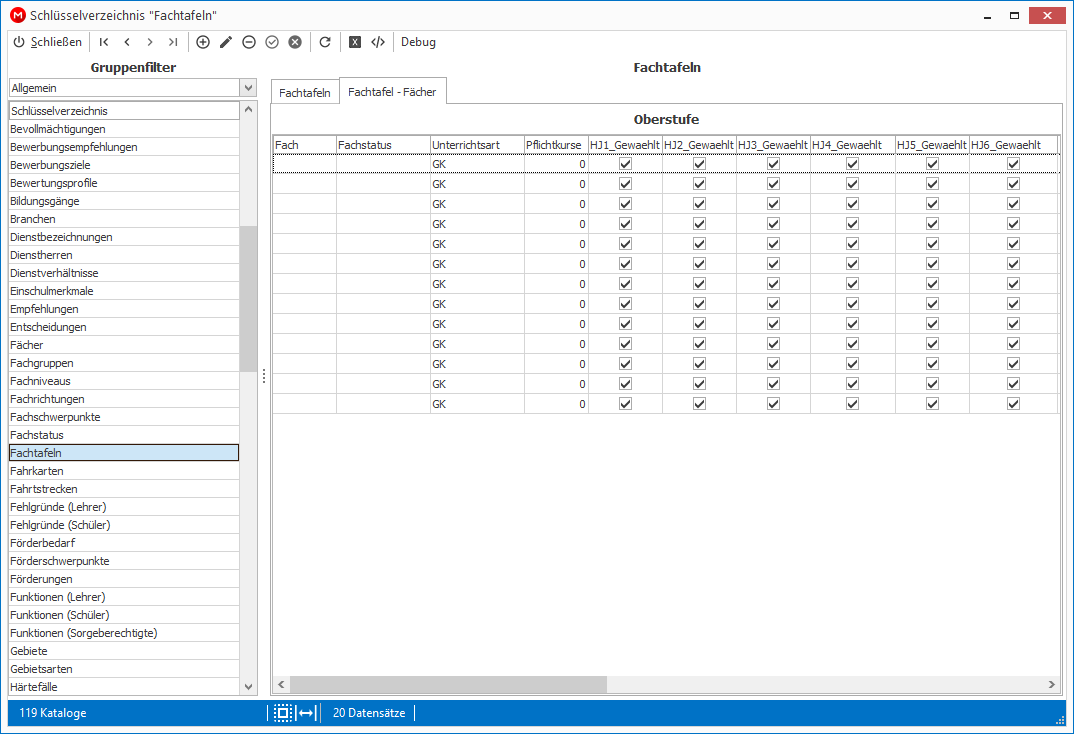 M Schlüsselverzeichnis "Fachtafeln"
Schließen Debug
Gruppenfilter
Allgemein
Schlüsselverzeichnis
Bevollmächtigungen
Bewerbungsempfehlungen
Bewerbungsziele
Bewertungsprofile
Bildungsgänge
Branchen
Dienstbezeichnungen
Dienstherren
Dienstverhältnisse
Einschulmerkmale
Empfehlungen
Entscheidungen
Fächer
Fachgruppen
Fachniveaus
Fachrichtungen
Fachschwerpunkte
Fachstatus
Fachtafeln
Fahrkarten
Fahrtstrecken
Fehlgründe (Lehrer)
Fehlgründe (Schüler)
Förderbedarf
Förderschwerpunkte
Förderungen
Funktionen (Lehrer)
Funktionen (Schüler)
Funktionen (Sorgeberechtigte)
Gebiete
Gebietsarten
Härtefälle
Fachtafeln
Fachtafeln Fachtafel - Fächer
Oberstufe
Fach Fachstatus Unterrichtsart Pflichtkurse HJ1_Gewaehlt HJ2_Gewaehlt HJ3_Gewaehlt HJ4_Gewaehlt HJ5_Gewaehlt HJ6_Gewaehlt
GK 0
GK 0
GK 0
GK 0
GK 0
GK 0
GK 0
GK 0
GK 0
GK 0
GK 0
GK 0
GK 0
119 Kataloge 20 Datensätze